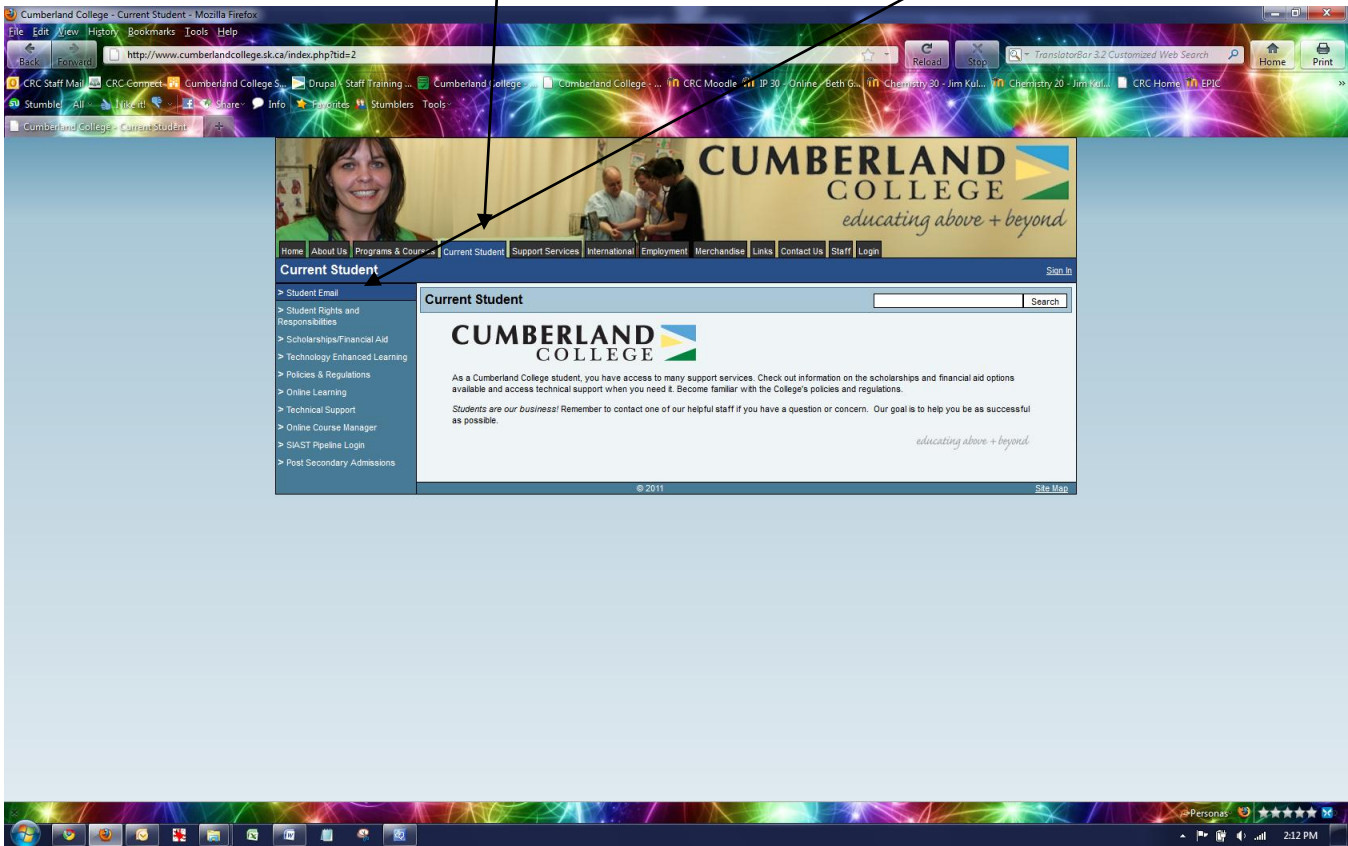 Cumberland College - Current Student - Mozilla Firefox
File Edit View History Bookmarks Tools Help
Back Forward http://www.cumberlandcollege.sk.ca/index.php?tid=2 Reload Stop TranslatorBar 3.2 Customized Web Search Home Print
CRC Staff Mail CRC Connect Cumberland College S... Drupal Staff Training ... Cumberland College - Cumberland College - ... CRC Moodle IP 30 - Online - Beth G... Chemistry 30 - Jim Kul... Chemistry 20 - Jim Kul... CRC Home EPIC »
Stumble! All I like it! Share Info Favorites Stumblers Tools
Cumberland College - Current Student
CUMBERLAND
COLLEGE
educating above + beyond
Home About Us Programs & Courses Current Student Support Services International Employment Merchandise Links Contact Us Staff Login
Current Student Sign In
> Student Email
> Student Rights and
Responsibilities
> Scholarships/Financial Aid
> Technology Enhanced Learning
> Policies & Regulations
> Online Learning
> Technical Support
> Online Course Manager
> SIAST Pipeline Login
> Post Secondary Admissions
Current Student Search
CUMBERLAND
COLLEGE
As a Cumberland College student, you have access to many support services. Check out information on the scholarships and financial aid options
available and access technical support when you need it. Become familiar with the College's policies and regulations.
Students are our business! Remember to contact one of our helpful staff if you have a question or concern. Our goal is to help you be as successful
as possible.
educating above + beyond
© 2011 Site Map
Personas
2:12 PM